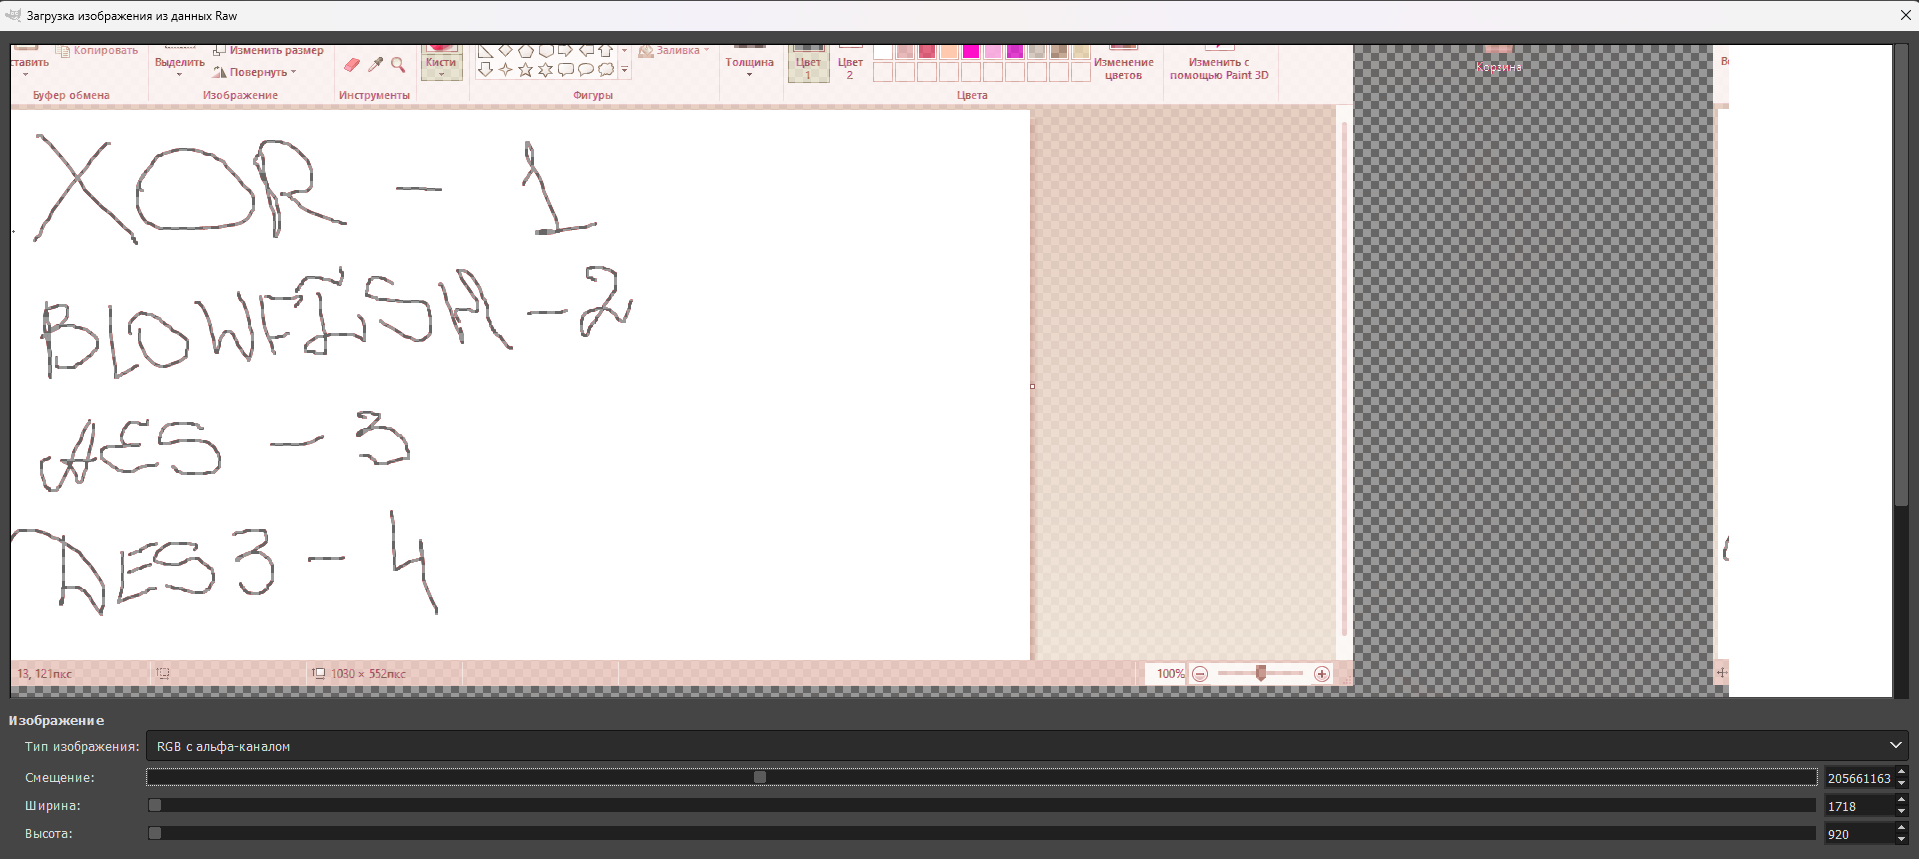 Загрузка изображения из данных Raw
ставить
Копировать
Буфер обмена
Выделить
Изменить размер
Повернуть
Изображение
Инструменты
Кисти
Фигуры
Заливка
Толщина
Цвет
1
Цвет
2
Цвета
Изменение
цветов
Изменить с
помощью Paint 3D
Корзина
XOR - 1
BLOWFISH - 2
AES - 3
DES3 - 4
13, 121пкс
1030 × 552пкс
100%
Изображение
Тип изображения: RGB с альфа-каналом
Смещение: 205661163
Ширина: 1718
Высота: 920